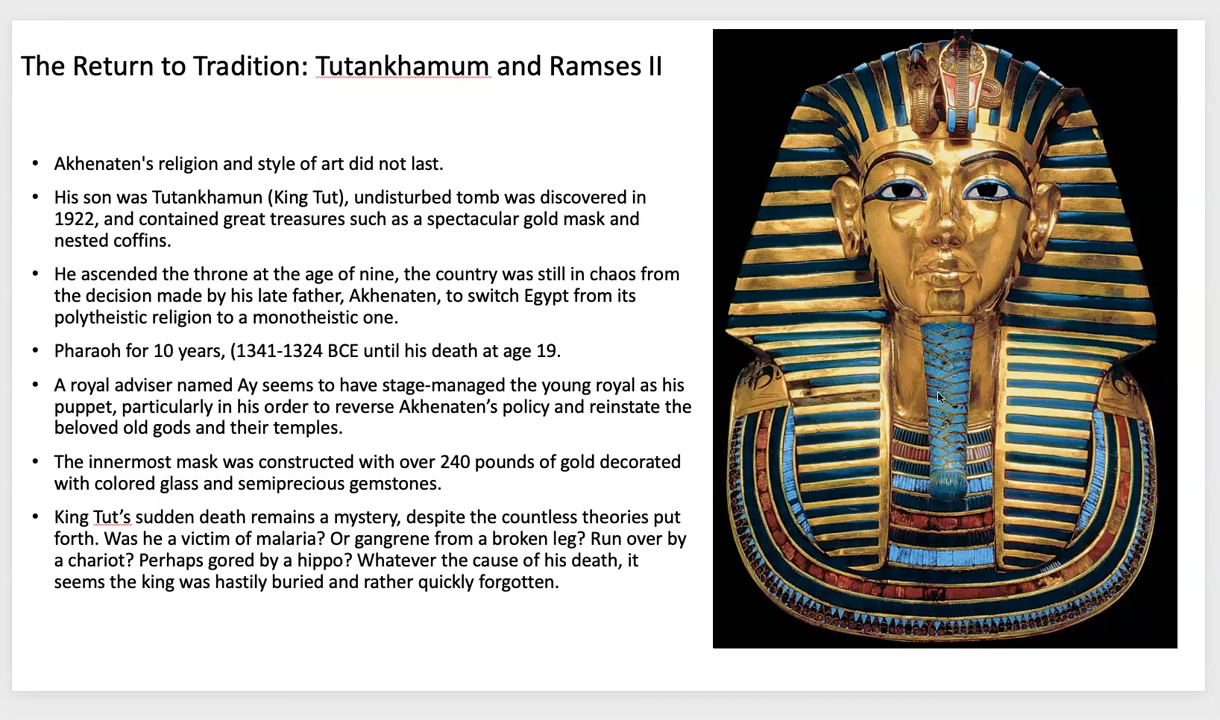 The Return to Tradition: Tutankhamum and Ramses II
• Akhenaten's religion and style of art did not last.
• His son was Tutankhamun (King Tut), undisturbed tomb was discovered in
1922, and contained great treasures such as a spectacular gold mask and
nested coffins.
• He ascended the throne at the age of nine, the country was still in chaos from
the decision made by his late father, Akhenaten, to switch Egypt from its
polytheistic religion to a monotheistic one.
• Pharaoh for 10 years, (1341-1324 BCE until his death at age 19.
• A royal adviser named Ay seems to have stage-managed the young royal as his
puppet, particularly in his order to reverse Akhenaten’s policy and reinstate the
beloved old gods and their temples.
• The innermost mask was constructed with over 240 pounds of gold decorated
with colored glass and semiprecious gemstones.
• King Tut’s sudden death remains a mystery, despite the countless theories put
forth. Was he a victim of malaria? Or gangrene from a broken leg? Run over by
a chariot? Perhaps gored by a hippo? Whatever the cause of his death, it
seems the king was hastily buried and rather quickly forgotten.